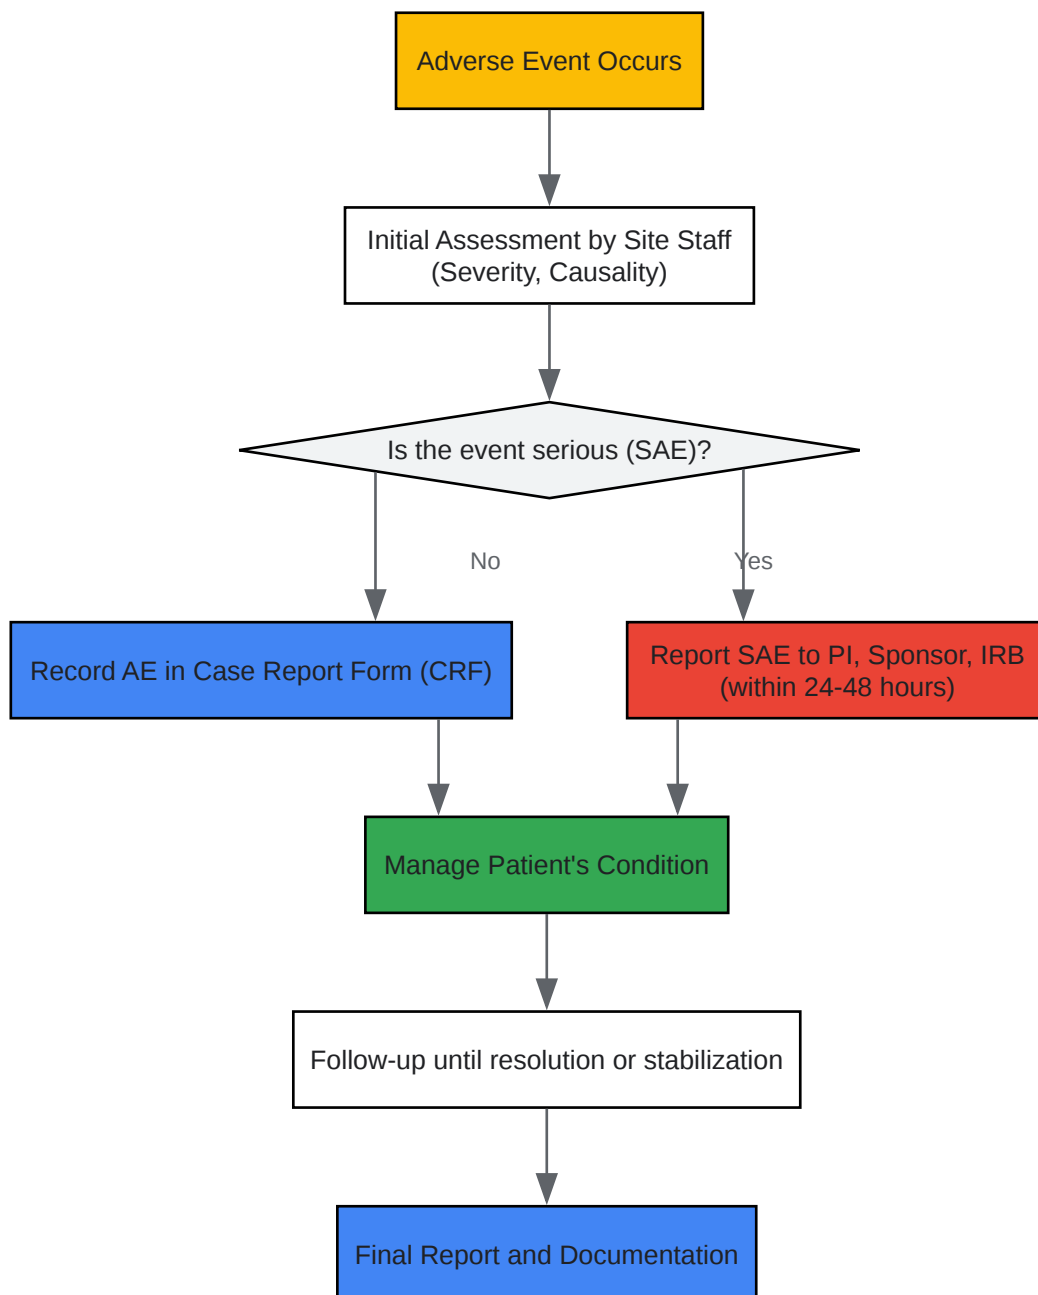 Adverse Event Occurs
Initial Assessment by Site Staff
(Severity, Causality)
Is the event serious (SAE)?
No
Yes
Record AE in Case Report Form (CRF)
Report SAE to PI, Sponsor, IRB
(within 24-48 hours)
Manage Patient's Condition
Follow-up until resolution or stabilization
Final Report and Documentation